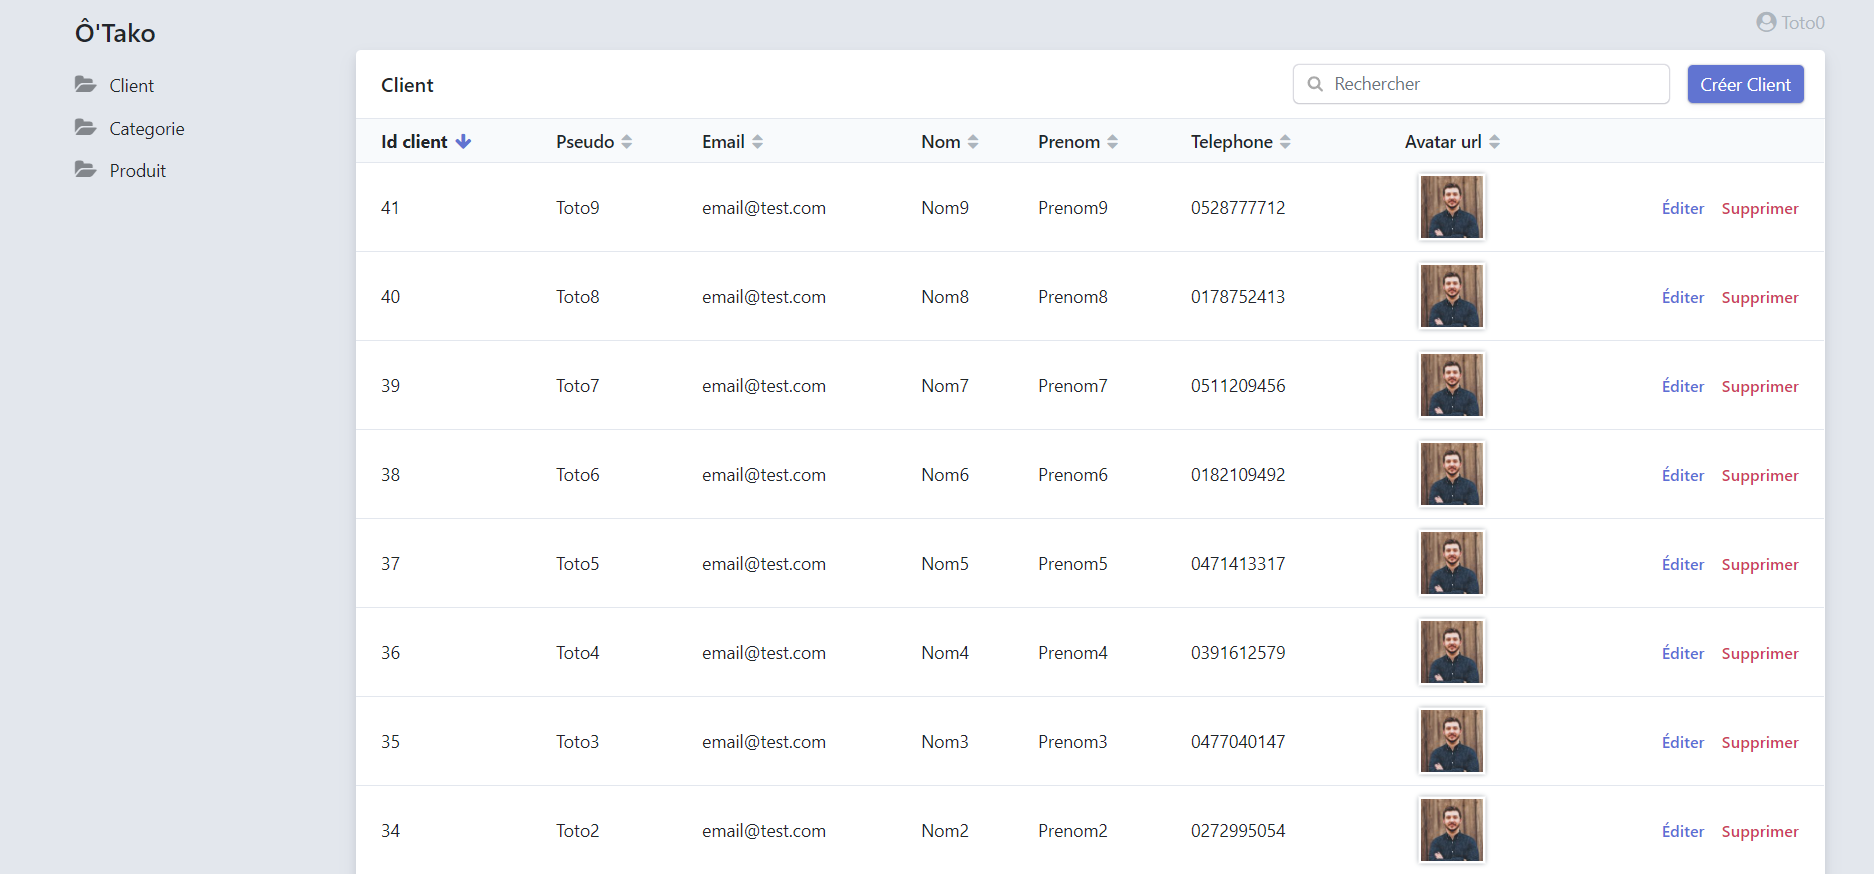 Ô'Tako
Toto0
Client
Categorie
Produit
Client Rechercher Créer Client
Id client Pseudo Email Nom Prenom Telephone Avatar url
41 Toto9 email@test.com Nom9 Prenom9 0528777712 Éditer Supprimer
40 Toto8 email@test.com Nom8 Prenom8 0178752413 Éditer Supprimer
39 Toto7 email@test.com Nom7 Prenom7 0511209456 Éditer Supprimer
38 Toto6 email@test.com Nom6 Prenom6 0182109492 Éditer Supprimer
37 Toto5 email@test.com Nom5 Prenom5 0471413317 Éditer Supprimer
36 Toto4 email@test.com Nom4 Prenom4 0391612579 Éditer Supprimer
35 Toto3 email@test.com Nom3 Prenom3 0477040147 Éditer Supprimer
34 Toto2 email@test.com Nom2 Prenom2 0272995054 Éditer Supprimer